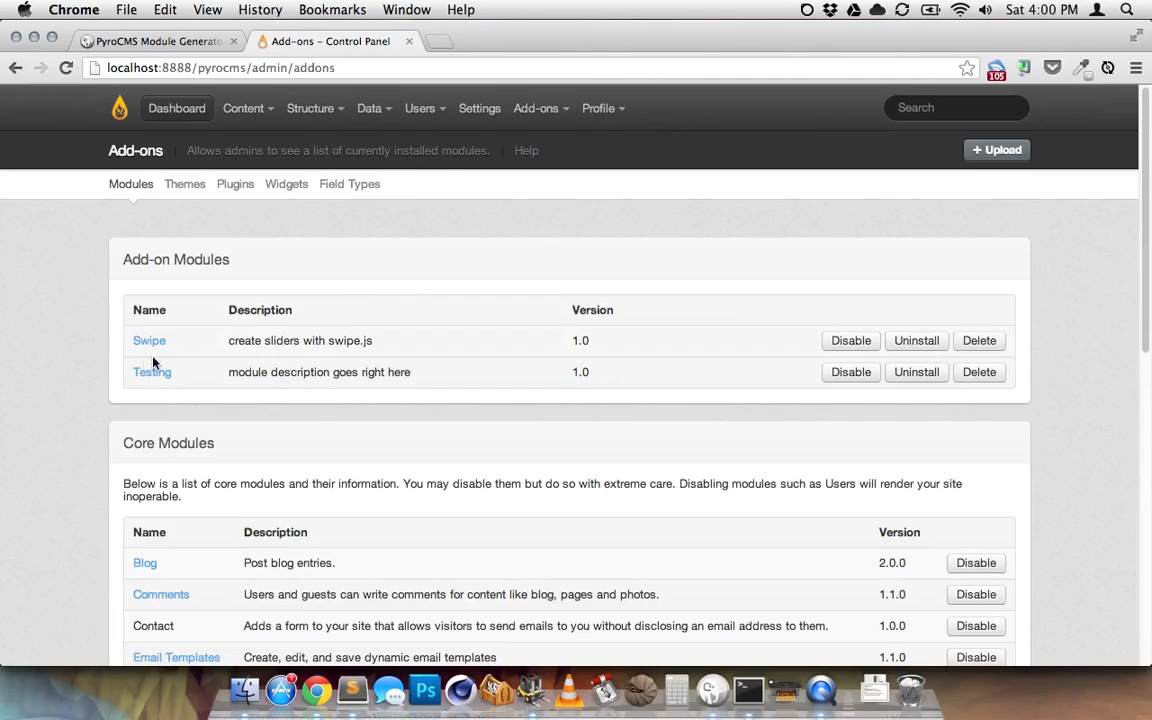 Chrome File Edit View History Bookmarks Window Help Sat 4:00 PM
PyroCMS Module Generato Add-ons – Control Panel
localhost:8888/pyrocms/admin/addons 105
Dashboard Content Structure Data Users Settings Add-ons Profile Search
Add-ons Allows admins to see a list of currently installed modules. Help + Upload
Modules Themes Plugins Widgets Field Types
Add-on Modules
Name Description Version
Swipe create sliders with swipe.js 1.0 Disable Uninstall Delete
Testing module description goes right here 1.0 Disable Uninstall Delete
Core Modules
Below is a list of core modules and their information. You may disable them but do so with extreme care. Disabling modules such as Users will render your site
inoperable.
Name Description Version
Blog Post blog entries. 2.0.0 Disable
Comments Users and guests can write comments for content like blog, pages and photos. 1.1.0 Disable
Contact Adds a form to your site that allows visitors to send emails to you without disclosing an email address to them. 1.0.0 Disable
Email Templates Create, edit, and save dynamic email templates 1.1.0 Disable
Ps